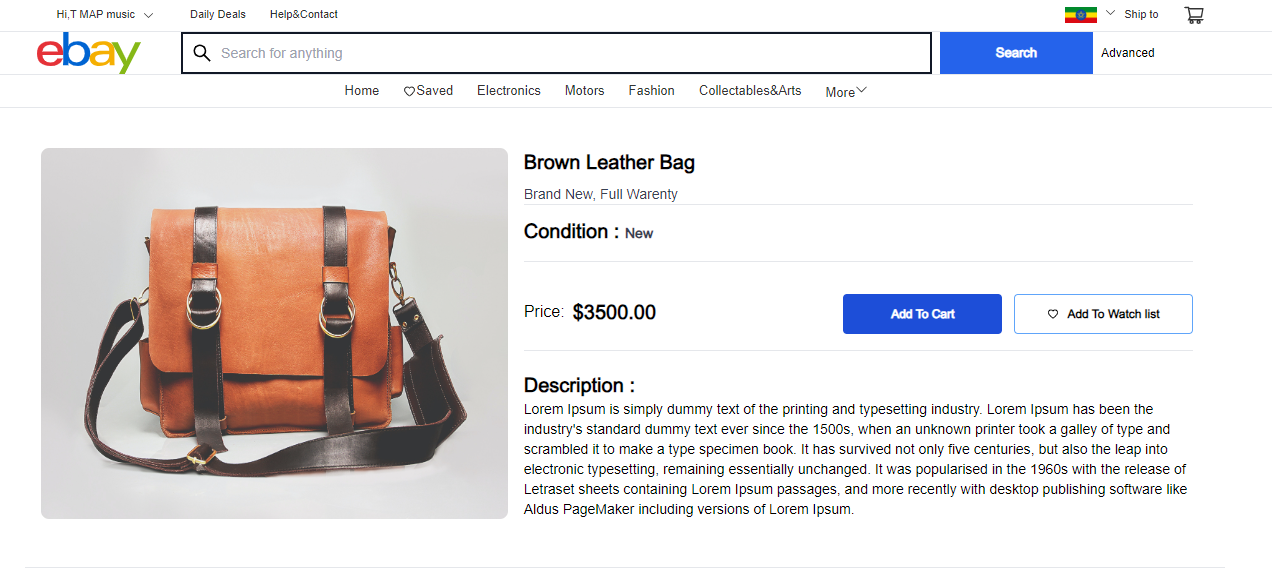 Hi,T MAP music Daily Deals Help&Contact Ship to
ebay Search for anything Search Advanced
Home Saved Electronics Motors Fashion Collectables&Arts More
Brown Leather Bag
Brand New, Full Warenty
Condition : New
Price: $3500.00 Add To Cart Add To Watch list
Description :
Lorem Ipsum is simply dummy text of the printing and typesetting industry. Lorem Ipsum has been the
industry's standard dummy text ever since the 1500s, when an unknown printer took a galley of type and
scrambled it to make a type specimen book. It has survived not only five centuries, but also the leap into
electronic typesetting, remaining essentially unchanged. It was popularised in the 1960s with the release of
Letraset sheets containing Lorem Ipsum passages, and more recently with desktop publishing software like
Aldus PageMaker including versions of Lorem Ipsum.